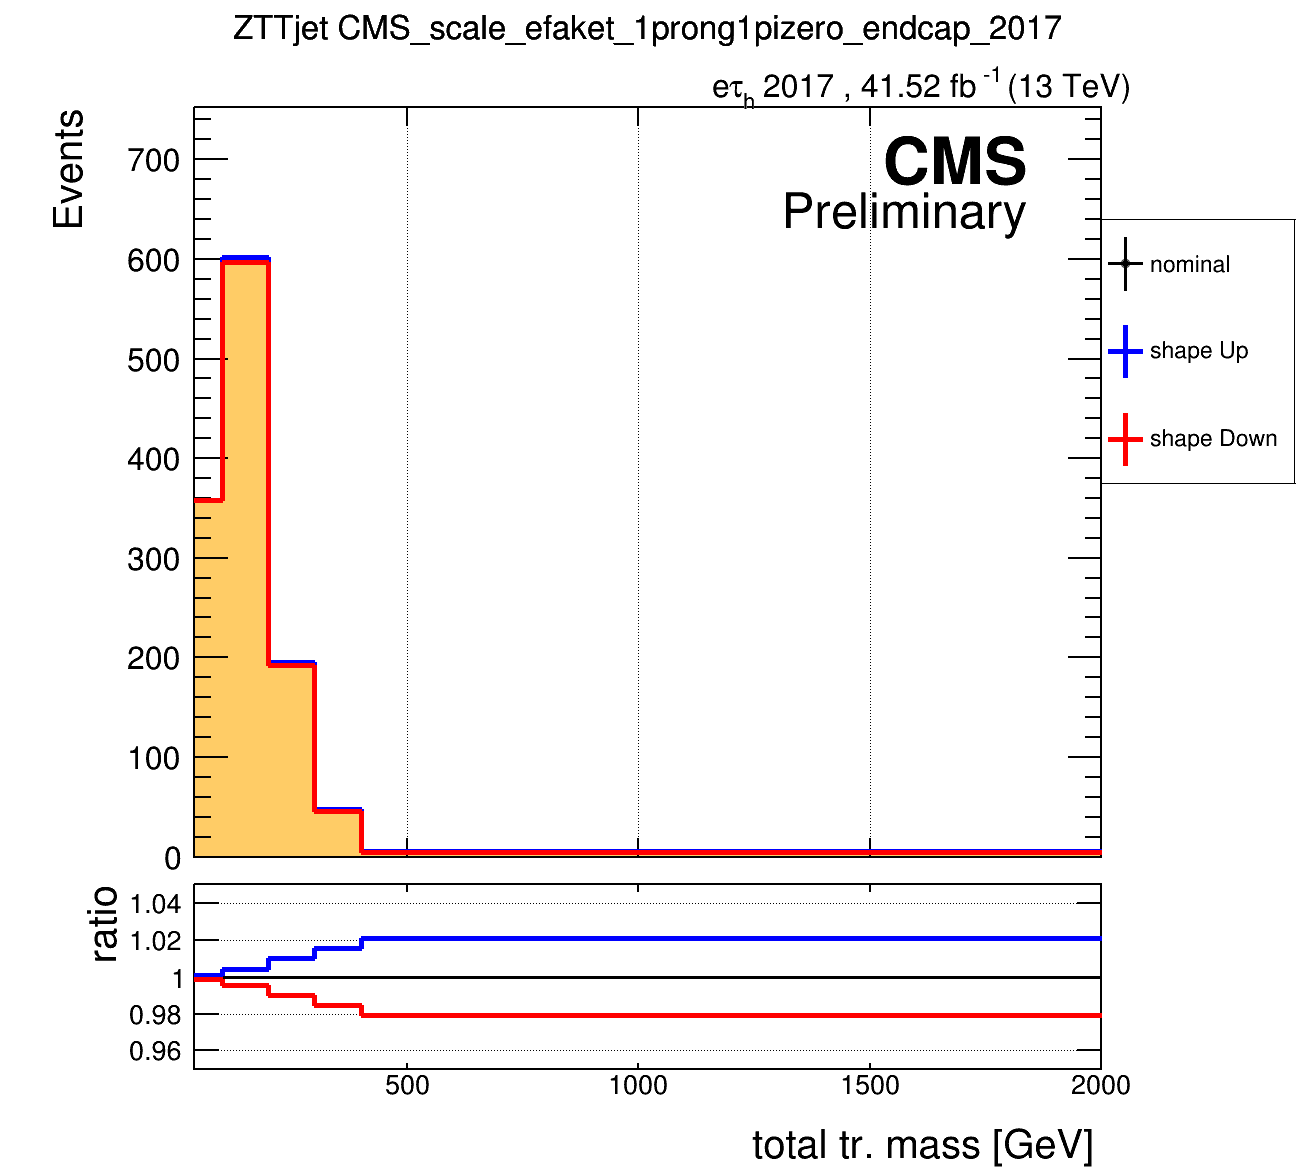 ZTTjet CMS_scale_efaket_1prong1pizero_endcap_2017
eτh 2017 , 41.52 fb-1 (13 TeV)
Events
CMS
Preliminary
700
600
500
400
300
200
100
0
nominal
shape Up
shape Down
ratio
1.04
1.02
1
0.98
0.96
500 1000 1500 2000
total tr. mass [GeV]